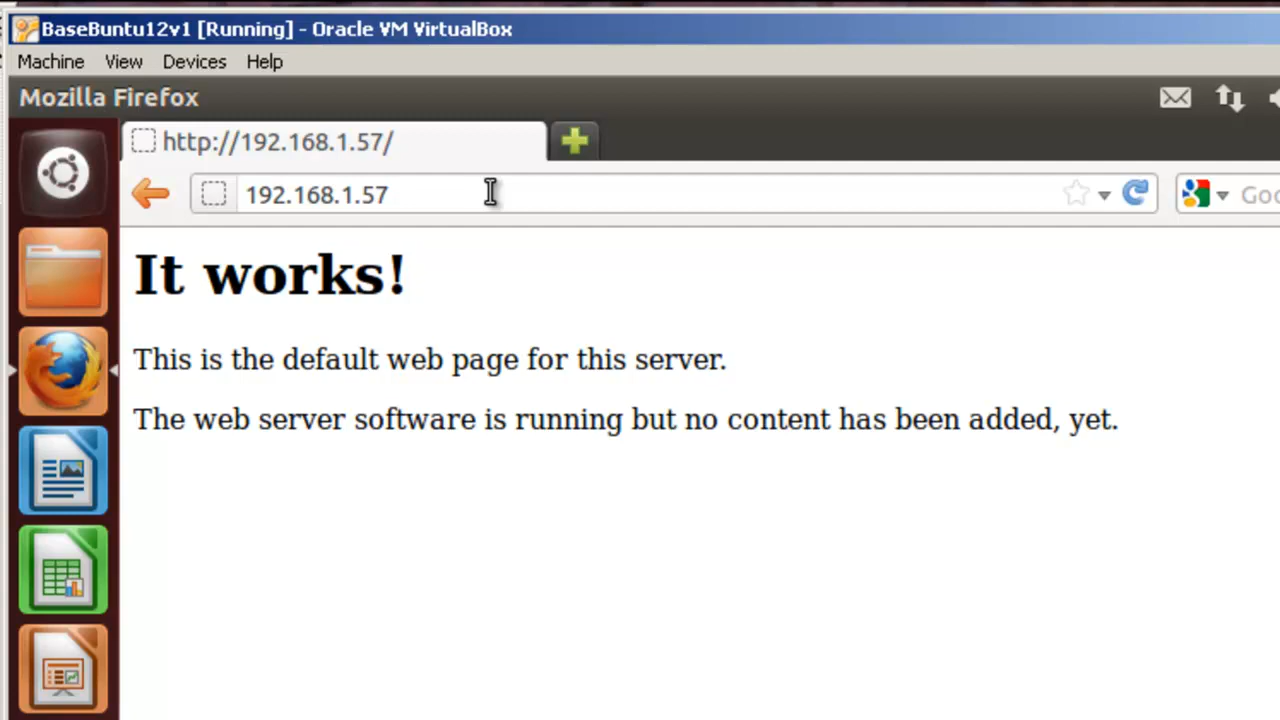 BaseBuntu12v1 [Running] - Oracle VM VirtualBox
Machine View Devices Help
Mozilla Firefox
http://192.168.1.57/
192.168.1.57
Goo
It works!
This is the default web page for this server.
The web server software is running but no content has been added, yet.